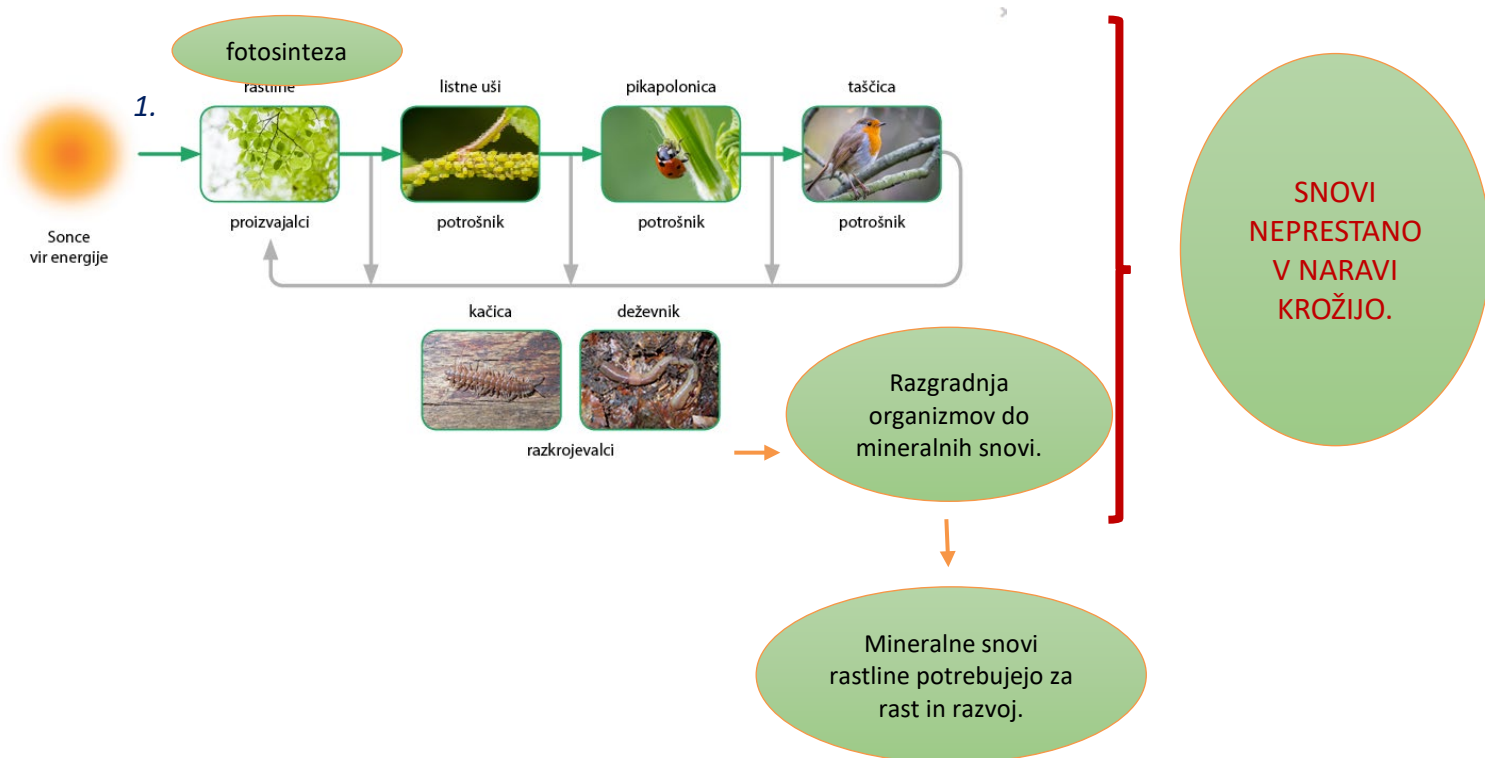 fotosinteza
rastline
listne uši
pikapolonica
taščica
1.
Sonce
vir energije
proizvajalci
potrošnik
potrošnik
potrošnik
kačica
deževnik
razkrojevalci
Razgradnja
organizmov do
mineralnih snovi.
Mineralne snovi
rastline potrebujejo za
rast in razvoj.
SNOVI
NEPRESTANO
V NARAVI
KROŽIJO.